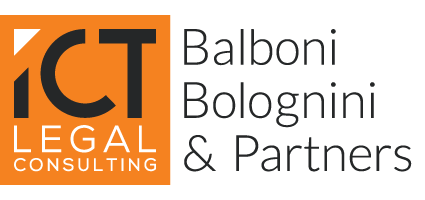 iCT
LEGAL
CONSULTING
Balboni
Bolognini
& Partners